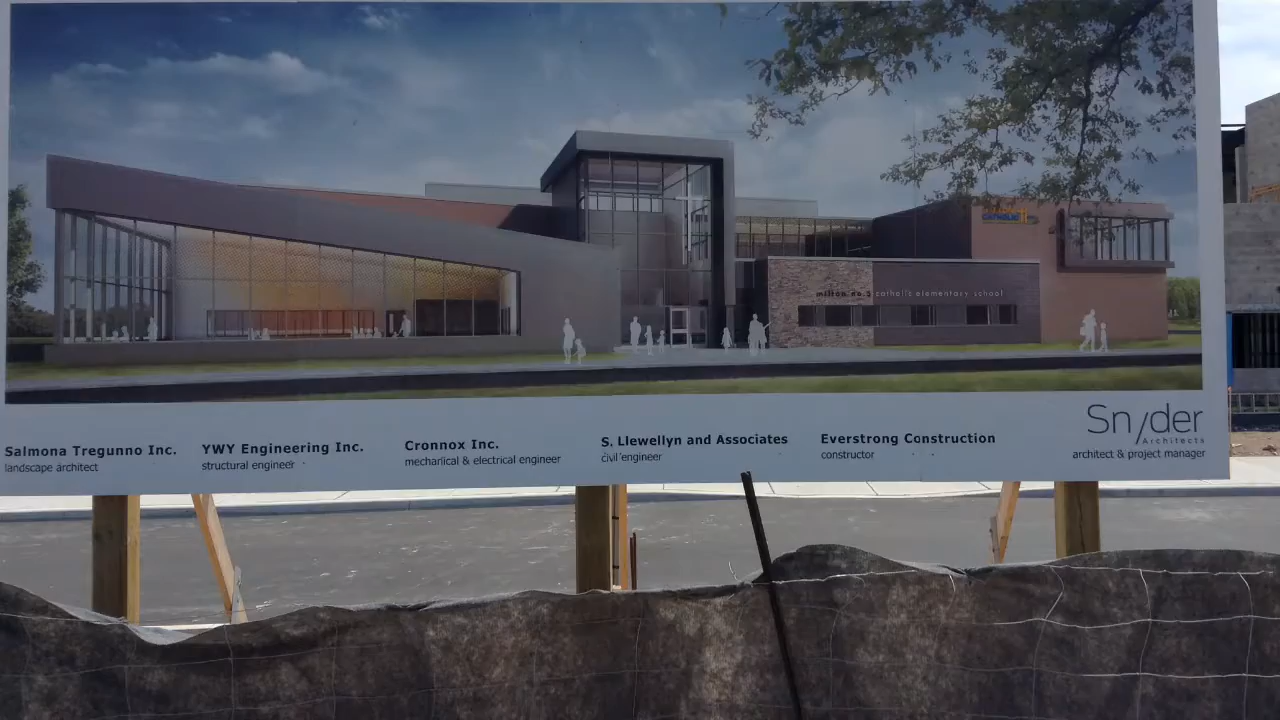 CATHOLIC
milton no.3 catholic elementary school
Salmona Tregunno Inc.
landscape architect
YWY Engineering Inc.
structural engineer
Cronnox Inc.
mechanical & electrical engineer
S. Llewellyn and Associates
civil engineer
Everstrong Construction
constructor
Snyder
Architects
architect & project manager